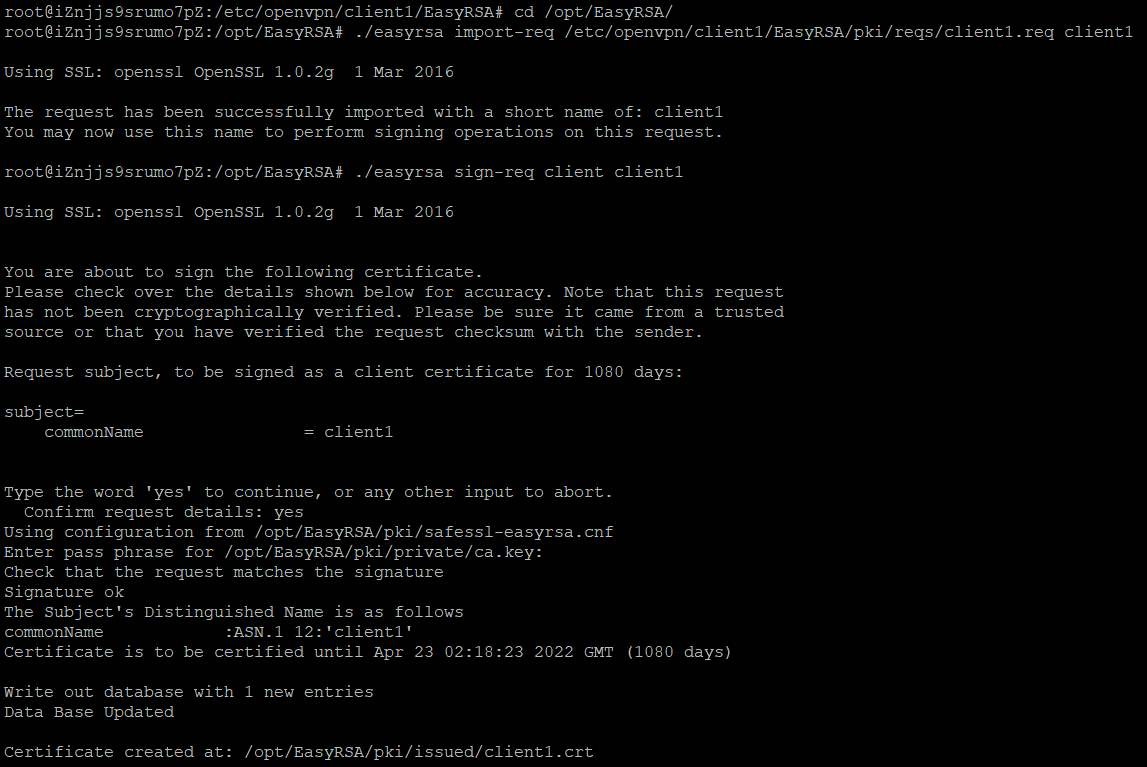 root@iZnjjs9srumo7pZ:/etc/openvpn/client1/EasyRSA# cd /opt/EasyRSA/
root@iZnjjs9srumo7pZ:/opt/EasyRSA# ./easyrsa import-req /etc/openvpn/client1/EasyRSA/pki/reqs/client1.req client1
Using SSL: openssl OpenSSL 1.0.2g  1 Mar 2016
The request has been successfully imported with a short name of: client1
You may now use this name to perform signing operations on this request.
root@iZnjjs9srumo7pZ:/opt/EasyRSA# ./easyrsa sign-req client client1
Using SSL: openssl OpenSSL 1.0.2g  1 Mar 2016
You are about to sign the following certificate.
Please check over the details shown below for accuracy. Note that this request
has not been cryptographically verified. Please be sure it came from a trusted
source or that you have verified the request checksum with the sender.
Request subject, to be signed as a client certificate for 1080 days:
subject=
    commonName                = client1
Type the word 'yes' to continue, or any other input to abort.
  Confirm request details: yes
Using configuration from /opt/EasyRSA/pki/safessl-easyrsa.cnf
Enter pass phrase for /opt/EasyRSA/pki/private/ca.key:
Check that the request matches the signature
Signature ok
The Subject's Distinguished Name is as follows
commonName            :ASN.1 12:'client1'
Certificate is to be certified until Apr 23 02:18:23 2022 GMT (1080 days)
Write out database with 1 new entries
Data Base Updated
Certificate created at: /opt/EasyRSA/pki/issued/client1.crt